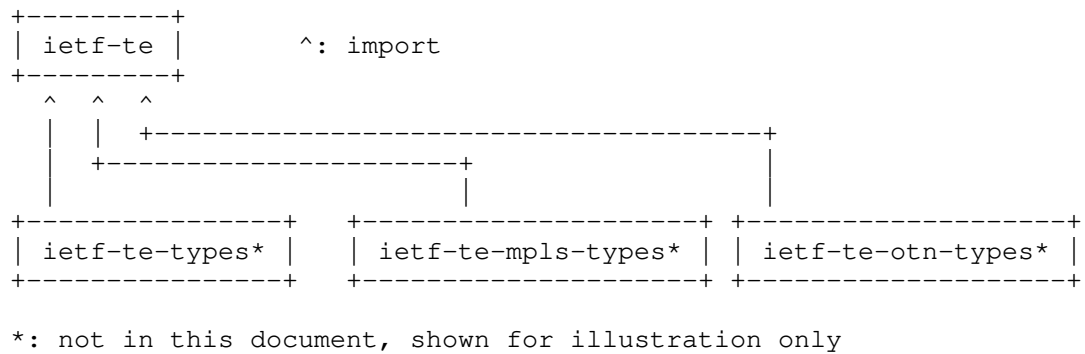 ietf-te ^: import
ietf-te-types* ietf-te-mpls-types* ietf-te-otn-types*
*: not in this document, shown for illustration only